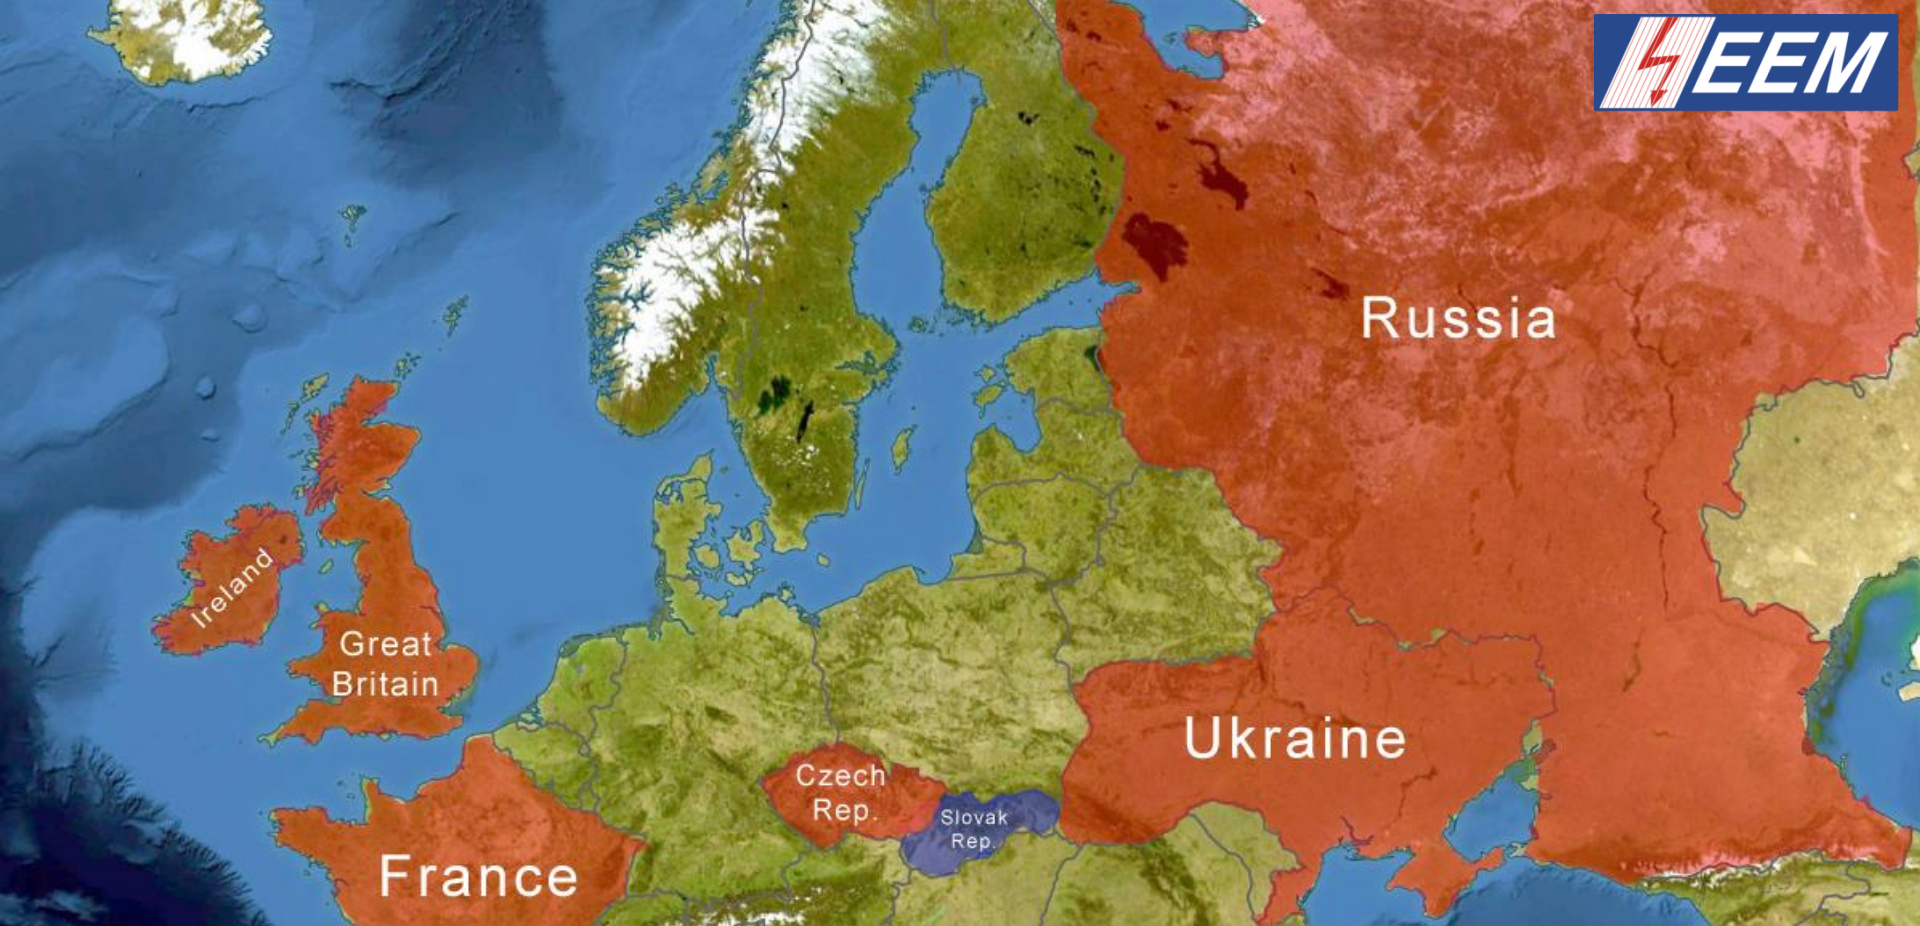 EEM
Russia
Ireland
Great
Britain
Ukraine
Czech
Rep.
Slovak
Rep.
France